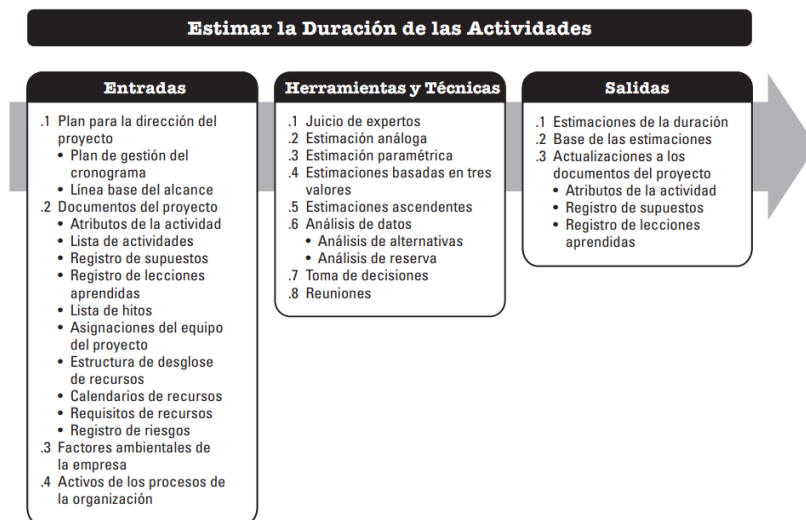 Estimar la Duración de las Actividades
Entradas
.1 Plan para la dirección del
proyecto
• Plan de gestión del
cronograma
• Línea base del alcance
.2 Documentos del proyecto
• Atributos de la actividad
• Lista de actividades
• Registro de supuestos
• Registro de lecciones
aprendidas
• Lista de hitos
• Asignaciones del equipo
del proyecto
• Estructura de desglose
de recursos
• Calendarios de recursos
• Requisitos de recursos
• Registro de riesgos
.3 Factores ambientales de
la empresa
.4 Activos de los procesos de
la organización
Herramientas y Técnicas
.1 Juicio de expertos
.2 Estimación análoga
.3 Estimación paramétrica
.4 Estimaciones basadas en tres
valores
.5 Estimaciones ascendentes
.6 Análisis de datos
• Análisis de alternativas
• Análisis de reserva
.7 Toma de decisiones
.8 Reuniones
Salidas
.1 Estimaciones de la duración
.2 Base de las estimaciones
.3 Actualizaciones a los
documentos del proyecto
• Atributos de la actividad
• Registro de supuestos
• Registro de lecciones
aprendidas